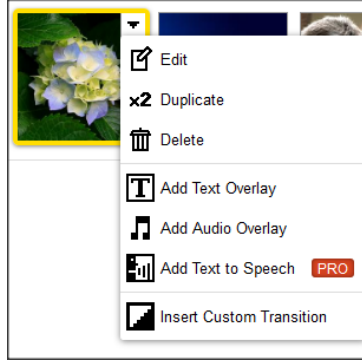 Edit
x2 Duplicate
Delete
T Add Text Overlay
Add Audio Overlay
Add Text to Speech PRO
Insert Custom Transition